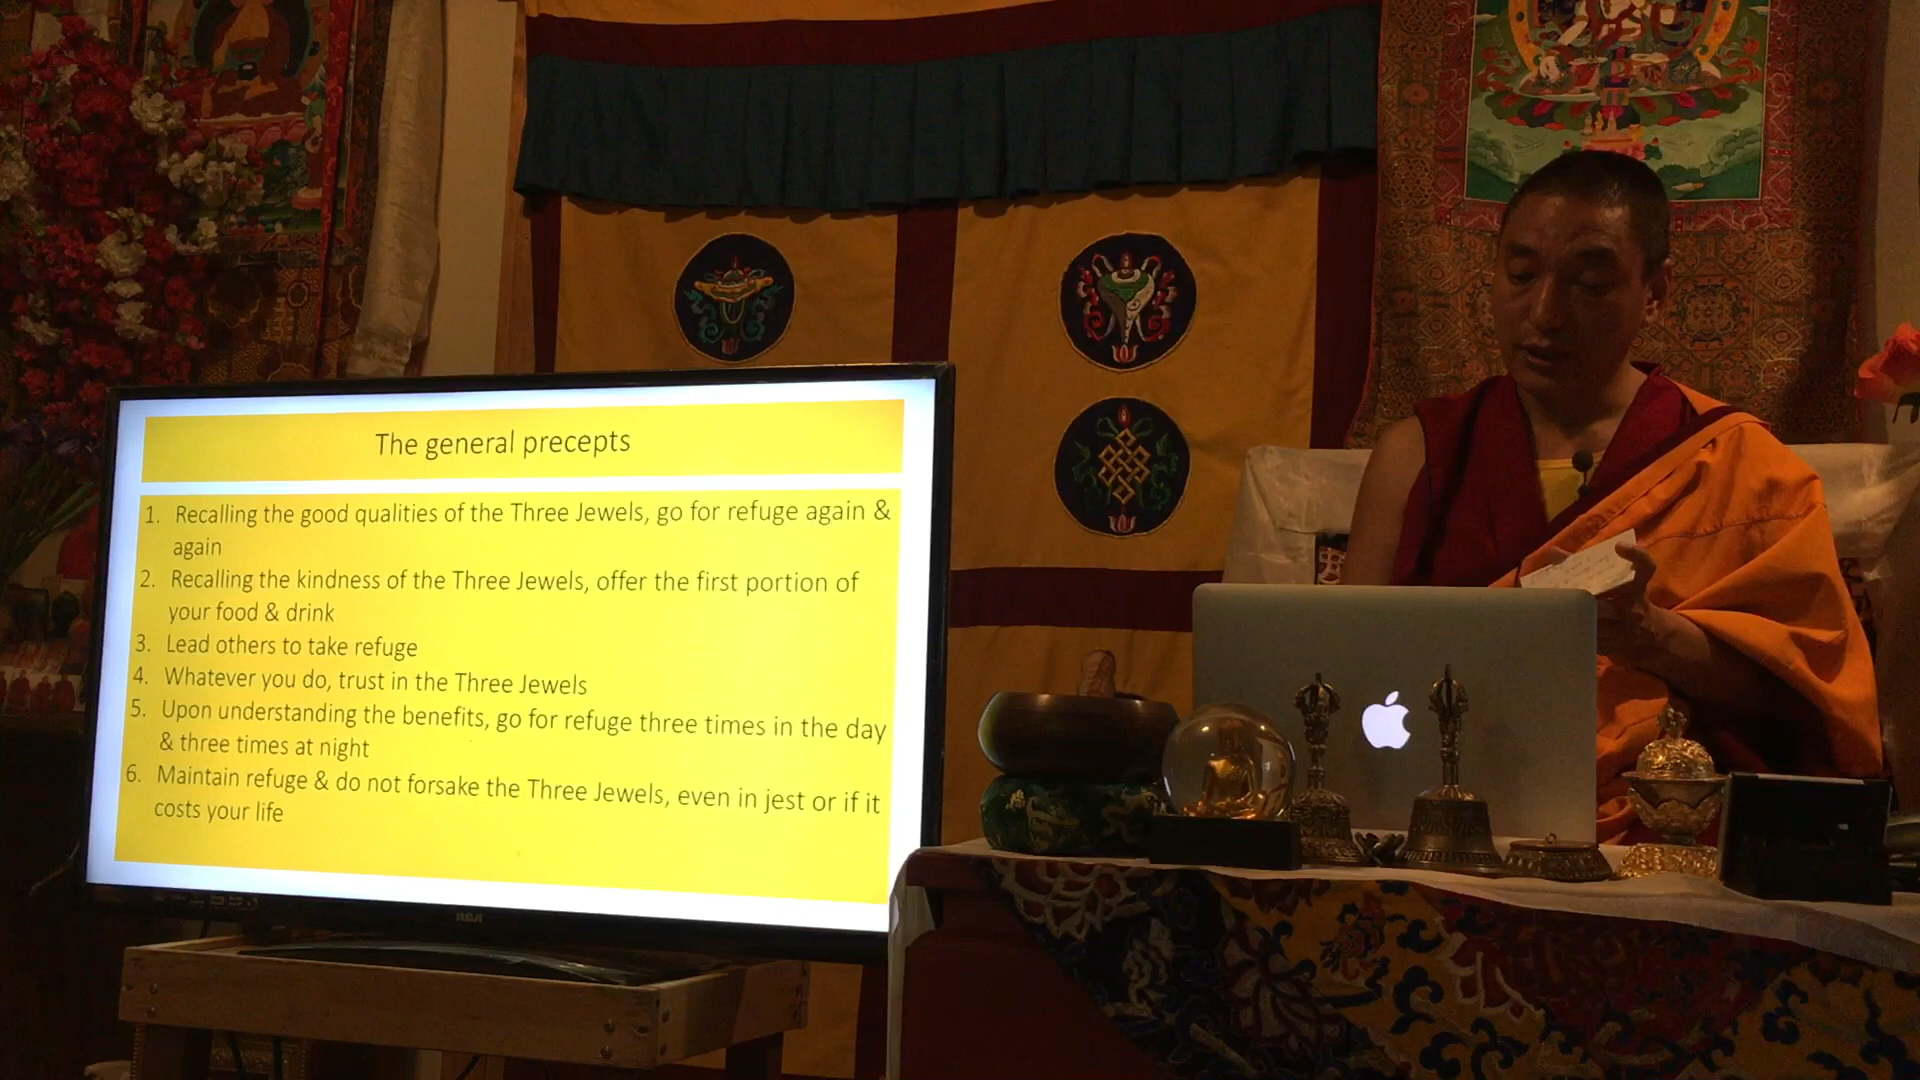 The general precepts
1. Recalling the good qualities of the Three Jewels, go for refuge again &
again
2. Recalling the kindness of the Three Jewels, offer the first portion of
your food & drink
3. Lead others to take refuge
4. Whatever you do, trust in the Three Jewels
5. Upon understanding the benefits, go for refuge three times in the day
& three times at night
6. Maintain refuge & do not forsake the Three Jewels, even in jest or if it
costs your life
RCA